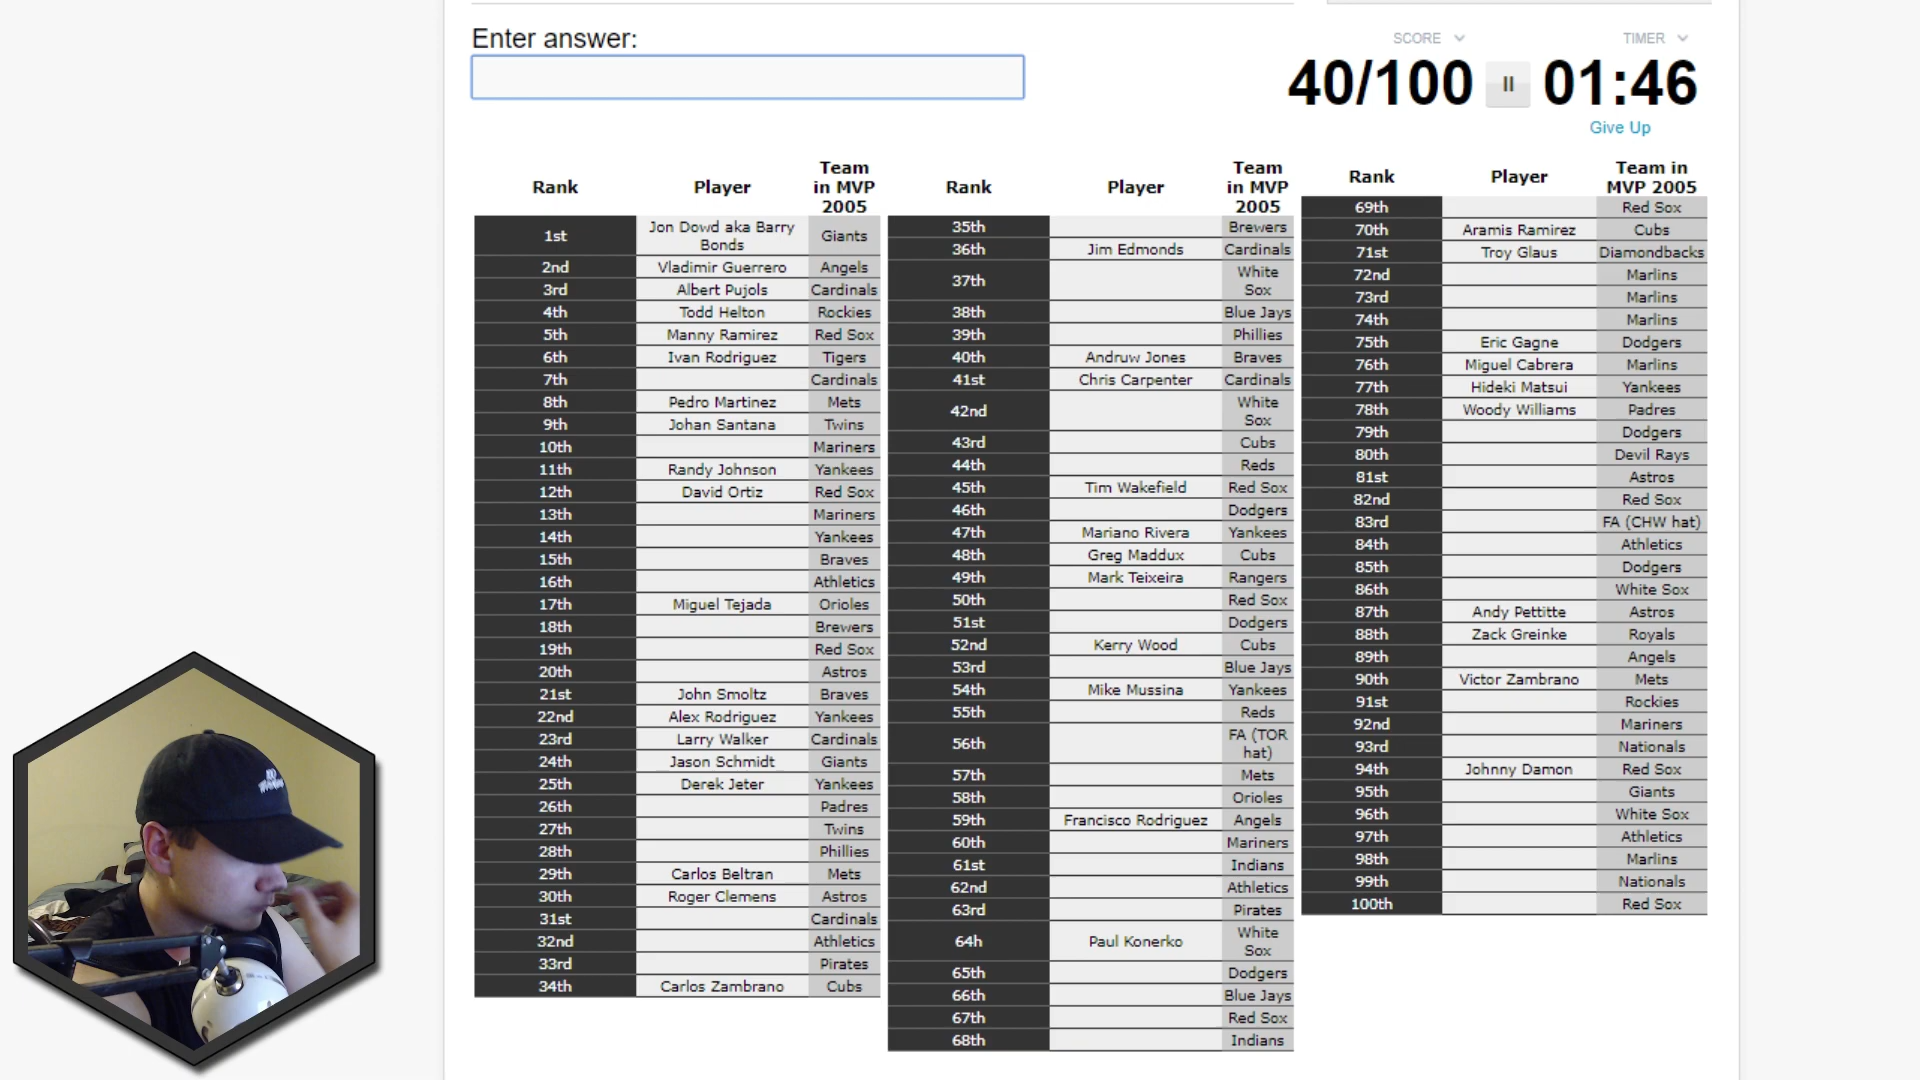 Enter answer:
SCORE
TIMER
40/100
01:46
Give Up
Rank Player Team in MVP 2005
1st Jon Dowd aka Barry Bonds Giants
2nd Vladimir Guerrero Angels
3rd Albert Pujols Cardinals
4th Todd Helton Rockies
5th Manny Ramirez Red Sox
6th Ivan Rodriguez Tigers
7th Cardinals
8th Pedro Martinez Mets
9th Johan Santana Twins
10th Mariners
11th Randy Johnson Yankees
12th David Ortiz Red Sox
13th Mariners
14th Yankees
15th Braves
16th Athletics
17th Miguel Tejada Orioles
18th Brewers
19th Red Sox
20th Astros
21st John Smoltz Braves
22nd Alex Rodriguez Yankees
23rd Larry Walker Cardinals
24th Jason Schmidt Giants
25th Derek Jeter Yankees
26th Padres
27th Twins
28th Phillies
29th Carlos Beltran Mets
30th Roger Clemens Astros
31st Cardinals
32nd Athletics
33rd Pirates
34th Carlos Zambrano Cubs
Rank Player Team in MVP 2005
35th Brewers
36th Jim Edmonds Cardinals
37th White Sox
38th Blue Jays
39th Phillies
40th Andruw Jones Braves
41st Chris Carpenter Cardinals
42nd White Sox
43rd Cubs
44th Reds
45th Tim Wakefield Red Sox
46th Dodgers
47th Mariano Rivera Yankees
48th Greg Maddux Cubs
49th Mark Teixeira Rangers
50th Red Sox
51st Dodgers
52nd Kerry Wood Cubs
53rd Blue Jays
54th Mike Mussina Yankees
55th Reds
56th FA (TOR hat)
57th Mets
58th Orioles
59th Francisco Rodriguez Angels
60th Mariners
61st Indians
62nd Athletics
63rd Pirates
64h Paul Konerko White Sox
65th Dodgers
66th Blue Jays
67th Red Sox
68th Indians
Rank Player Team in MVP 2005
69th Red Sox
70th Aramis Ramirez Cubs
71st Troy Glaus Diamondbacks
72nd Marlins
73rd Marlins
74th Marlins
75th Eric Gagne Dodgers
76th Miguel Cabrera Marlins
77th Hideki Matsui Yankees
78th Woody Williams Padres
79th Dodgers
80th Devil Rays
81st Astros
82nd Red Sox
83rd FA (CHW hat)
84th Athletics
85th Dodgers
86th White Sox
87th Andy Pettitte Astros
88th Zack Greinke Royals
89th Angels
90th Victor Zambrano Mets
91st Rockies
92nd Mariners
93rd Nationals
94th Johnny Damon Red Sox
95th Giants
96th White Sox
97th Athletics
98th Marlins
99th Nationals
100th Red Sox